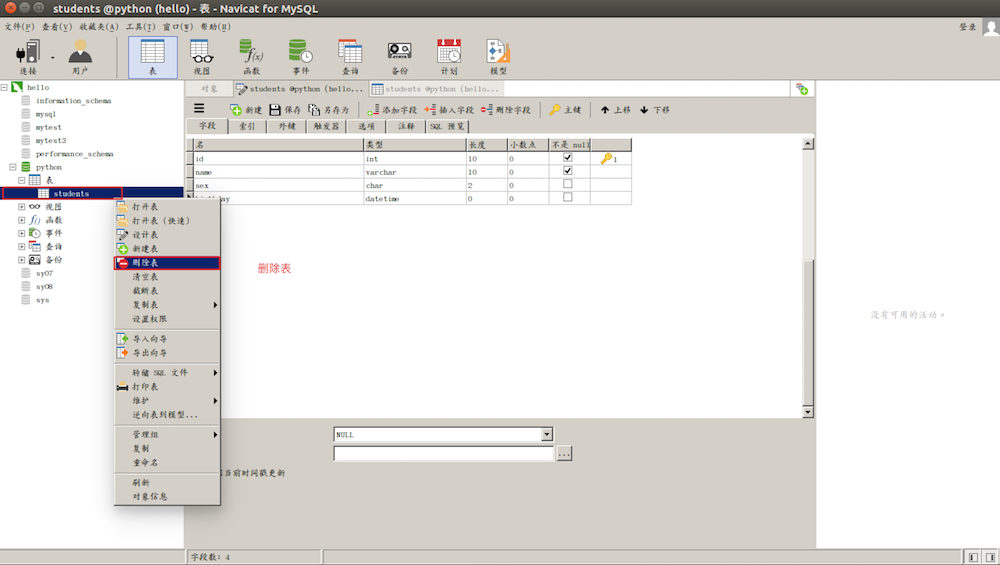 students @python (hello) - 表 - Navicat for MySQL
文件(F) 查看(V) 收藏夹(A) 工具(T) 窗口(W) 帮助(H) 登录
连接 用户 表 视图 函数 事件 查询 备份 计划 模型
hello
information_schema
mysql
mytest
mytest3
performance_schema
python
表
students
视图
函数
事件
查询
备份
sy07
sy08
sys
打开表
打开表 (快速)
设计表
新建表
删除表
清空表
截断表
复制表
设置权限
导入向导
导出向导
转储 SQL 文件
打印表
维护
逆向表到模型...
管理组
复制
重命名
刷新
对象信息
删除表
对象 students @python (hello... students @python (hello...
新建 保存 另存为 添加字段 插入字段 删除字段 主键 上移 下移
字段 索引 外键 触发器 选项 注释 SQL 预览
名 类型 长度 小数点 不是 null
id int 10 0 1
name varchar 10 0
sex char 2 0
day datetime 0 0
NULL
...
当前时间戳更新
没有可用的活动。
字段数: 4